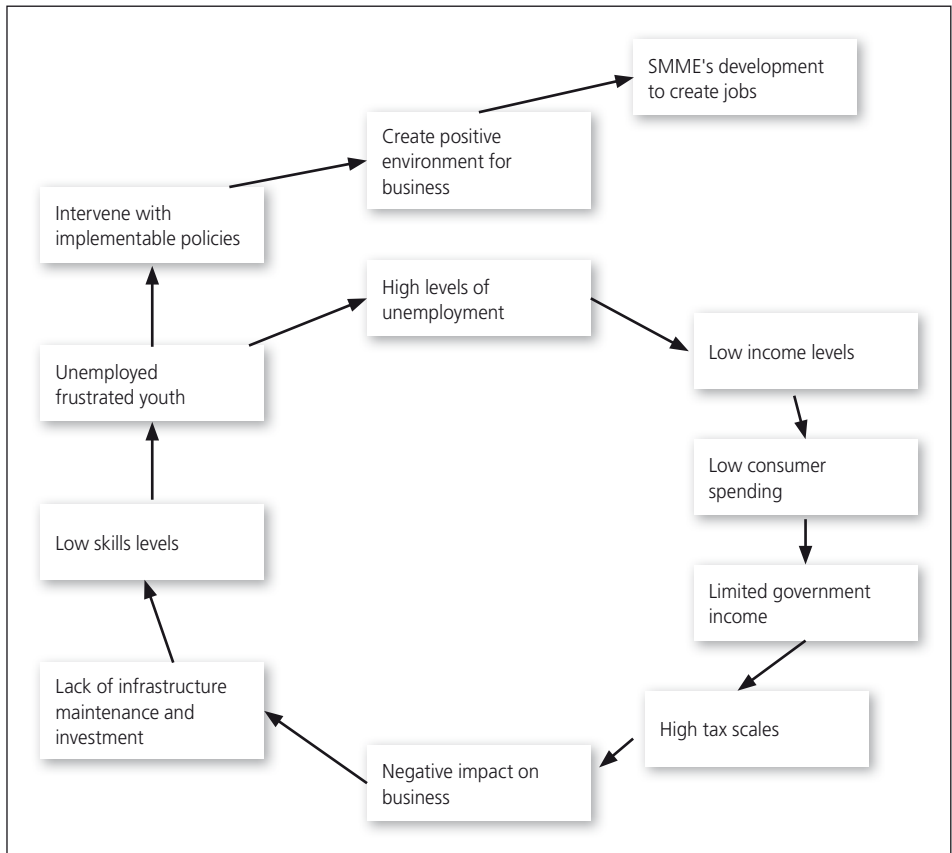 SMME's development
to create jobs
Create positive
environment for
business
Intervene with
implementable policies
High levels of
unemployment
Low income levels
Unemployed
frustrated youth
Low consumer
spending
Low skills levels
Limited government
income
Lack of infrastructure
maintenance and
investment
High tax scales
Negative impact on
business